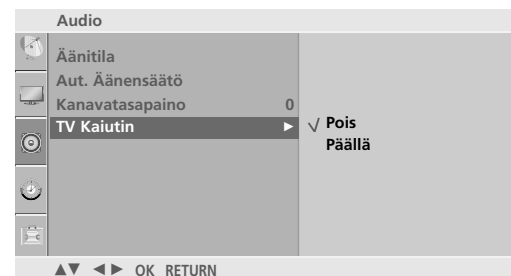 Audio
Äänitila
Aut. Äänensäätö
Kanavatasapaino 0
TV Kaiutin ► √ Pois
Päällä
▲▼ ◄► OK RETURN